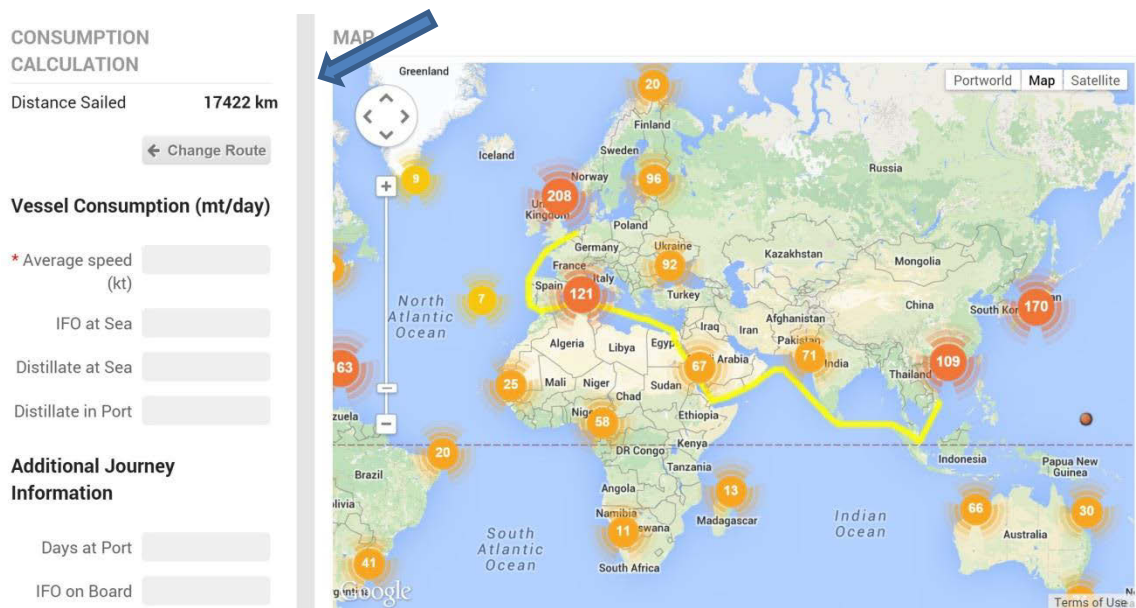 CONSUMPTION
CALCULATION
Distance Sailed 17422 km
Change Route
Vessel Consumption (mt/day)
* Average speed
(kt)
IFO at Sea
Distillate at Sea
Distillate in Port
Additional Journey
Information
Days at Port
IFO on Board
MAP
Portworld Map Satellite
Greenland
20
Finland
Iceland
Sweden
Russia
9
Norway
96
208
Kingdom
Poland
Germany
Ukraine
Kazakhstan
Mongolia
France
92
Spain
Italy
121
Turkey
7
North
Atlantic
Ocean
China
South
170
Afghanistan
Iraq
Iran
Algeria
Libya
Pakistan
71
India
67
Arabia
Thailand
109
163
25
Mali
Niger
Sudan
Chad
58
Ethiopia
DR Congo
Kenya
20
Tanzania
Indonesia
Papua New
Guinea
Brazil
Angola
13
66
30
Namibia
11
Madagascar
Indian
Ocean
Australia
South
Atlantic
Ocean
41
South Africa
Google
Terms of Use